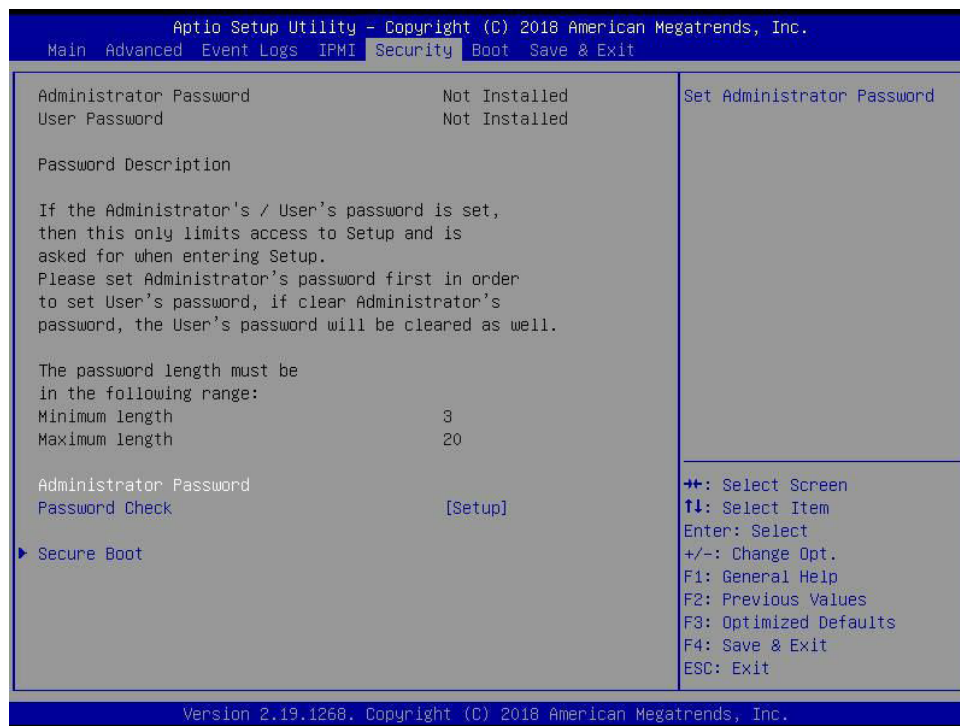 Aptio Setup Utility – Copyright (C) 2018 American Megatrends, Inc.
Main Advanced Event Logs IPMI Security Boot Save & Exit
Administrator Password Not Installed
User Password Not Installed
Password Description
If the Administrator's / User's password is set,
then this only limits access to Setup and is
asked for when entering Setup.
Please set Administrator's password first in order
to set User's password, if clear Administrator's
password, the User's password will be cleared as well.
The password length must be
in the following range:
Minimum length 3
Maximum length 20
Administrator Password
Password Check [Setup]
Secure Boot
Set Administrator Password
→←: Select Screen
↑↓: Select Item
Enter: Select
+/-: Change Opt.
F1: General Help
F2: Previous Values
F3: Optimized Defaults
F4: Save & Exit
ESC: Exit
Version 2.19.1268. Copyright (C) 2018 American Megatrends, Inc.